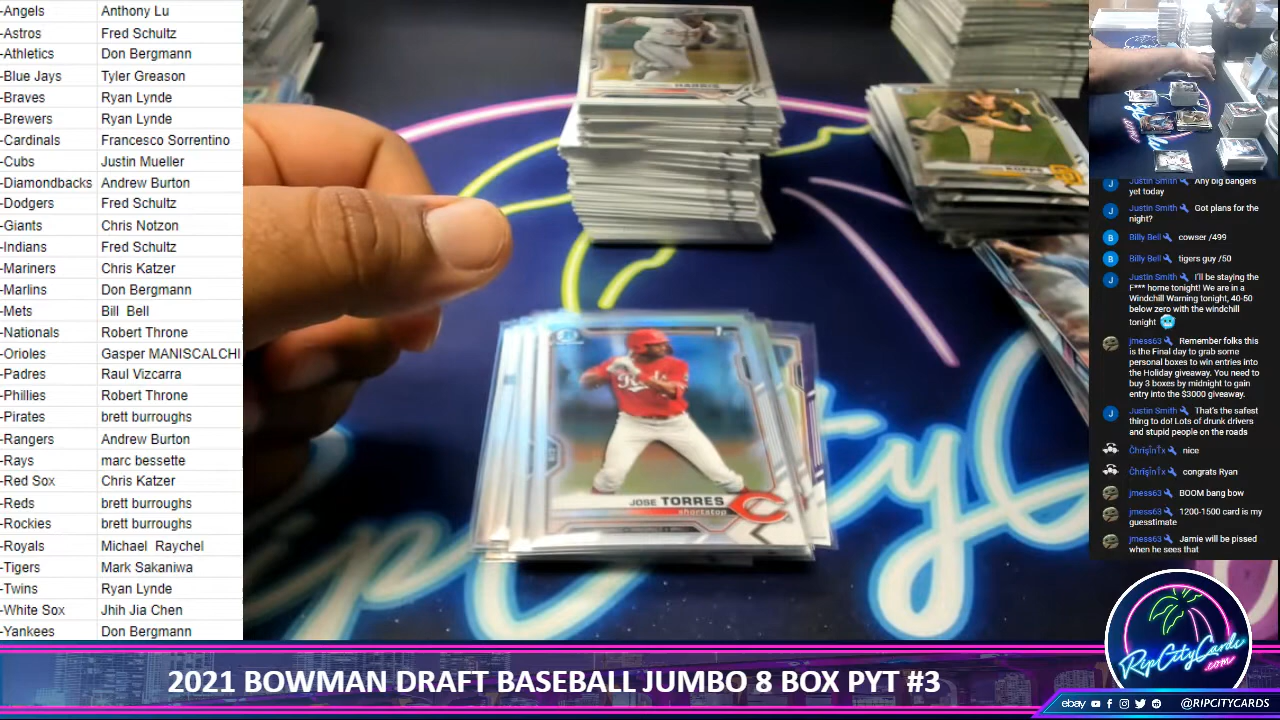 -Angels Anthony Lu
-Astros Fred Schultz
-Athletics Don Bergmann
-Blue Jays Tyler Greason
-Braves Ryan Lynde
-Brewers Ryan Lynde
-Cardinals Francesco Sorrentino
-Cubs Justin Mueller
-Diamondbacks Andrew Burton
-Dodgers Fred Schultz
-Giants Chris Notzon
-Indians Fred Schultz
-Mariners Chris Katzer
-Marlins Don Bergmann
-Mets Bill Bell
-Nationals Robert Throne
-Orioles Gasper MANISCALCHI
-Padres Raul Vizcarra
-Phillies Robert Throne
-Pirates brett burroughs
-Rangers Andrew Burton
-Rays marc bessette
-Red Sox Chris Katzer
-Reds brett burroughs
-Rockies brett burroughs
-Royals Michael Raychel
-Tigers Mark Sakaniwa
-Twins Ryan Lynde
-White Sox Jhih Jia Chen
-Yankees Don Bergmann
HARRIS
Reds
JOSE TORRES
shortstop
C
city
J Justin Smith Any big bangers
yet today
J Justin Smith Got plans for the
night?
B Billy Bell cowser /499
B Billy Bell tigers guy /50
J Justin Smith I'll be staying the
F*** home tonight! We are in a
Windchill Warning tonight, 40-50
below zero with the windchill
tonight
jmess63 Remember folks this
is the Final day to grab some
personal boxes to win entries into
the Holiday giveaway. You need to
buy 3 boxes by midnight to gain
entry into the $3000 giveaway.
J Justin Smith That's the safest
thing to do! Lots of drunk drivers
and stupid people on the roads
nice
congrats Ryan
jmess63 BOOM bang bow
jmess63 1200-1500 card is my
guesstimate
jmess63 Jamie will be pissed
when he sees that
RipCityCards
.com
2021 BOWMAN DRAFT BASEBALL JUMBO 8 BOX PYT #3
ebay @RIPCITYCARDS